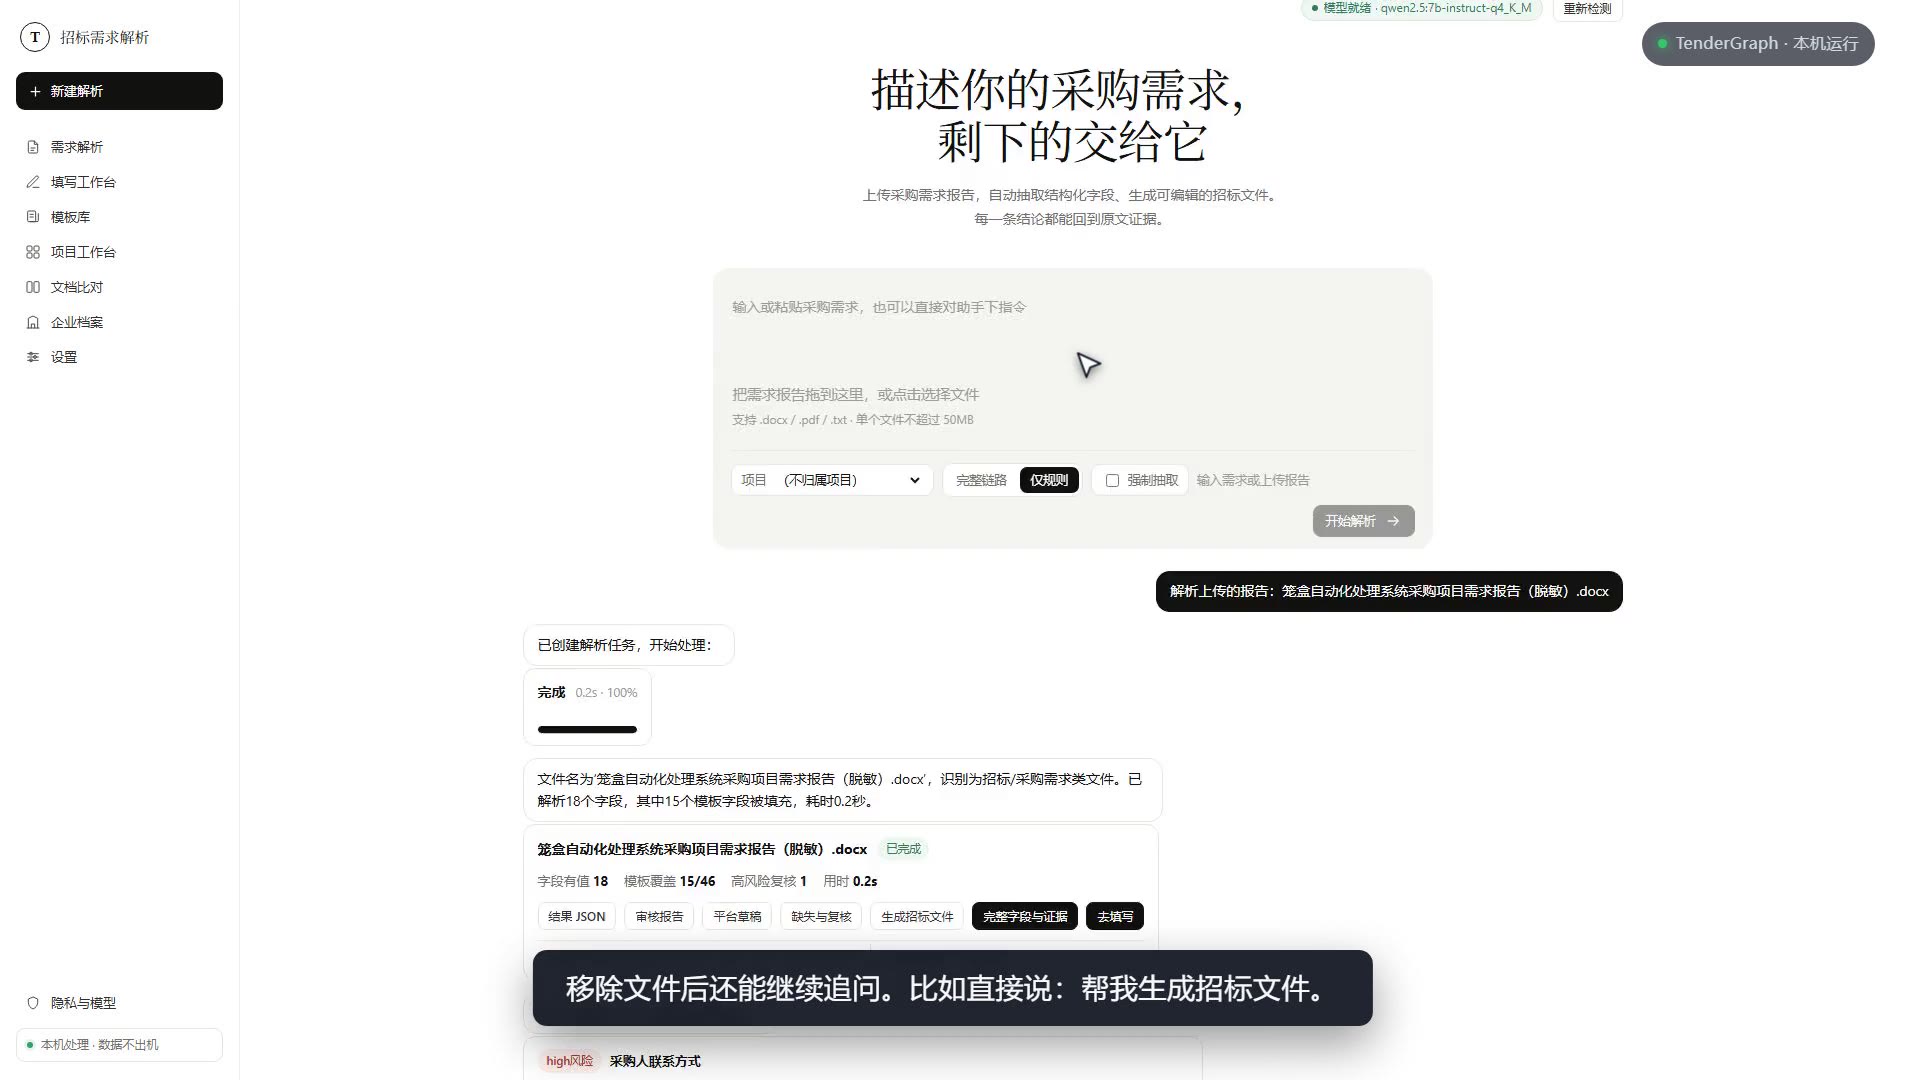 T 招标需求解析
+ 新建解析
需求解析
填写工作台
模板库
项目工作台
文档比对
企业档案
设置
隐私与模型
本机处理 · 数据不出机
模型就绪 · qwen2.5:7b-instruct-q4_K_M
重新检测
TenderGraph · 本机运行
描述你的采购需求，
剩下的交给它
上传采购需求报告，自动抽取结构化字段、生成可编辑的招标文件。
每一条结论都能回到原文证据。
输入或粘贴采购需求，也可以直接对助手下指令
把需求报告拖到这里，或点击选择文件
支持 .docx / .pdf / .txt · 单个文件不超过 50MB
项目 (不归属项目) 完整链路 仅规则 强制抽取 输入需求或上传报告
开始解析 →
解析上传的报告：笼盒自动化处理系统采购项目需求报告（脱敏）.docx
已创建解析任务，开始处理：
完成 0.2s · 100%
文件名为'笼盒自动化处理系统采购项目需求报告（脱敏）.docx'，识别为招标/采购需求类文件。已
解析18个字段，其中15个模板字段被填充，耗时0.2秒。
笼盒自动化处理系统采购项目需求报告（脱敏）.docx 已完成
字段有值 18 模板覆盖 15/46 高风险复核 1 用时 0.2s
结果 JSON 审核报告 平台草稿 缺失与复核 生成招标文件 完整字段与证据 去填写
移除文件后还能继续追问。比如直接说：帮我生成招标文件。
high风险 采购人联系方式